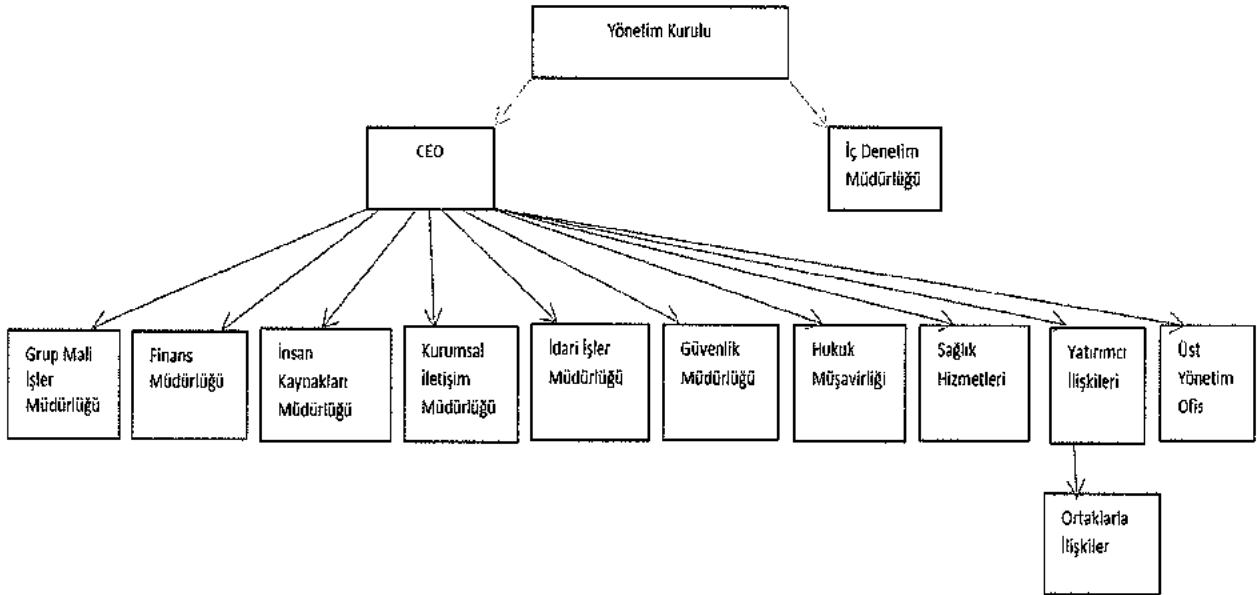 Yönetim Kurulu
CEO
İç Denetim
Müdürlüğü
Grup Mali
İşler
Müdürlüğü
Finans
Müdürlüğü
İnsan
Kaynakları
Müdürlüğü
Kurumsal
iletişim
Müdürlüğü
İdari İşler
Müdürlüğü
Güvenlik
Müdürlüğü
Hukuk
Müşavirliği
Sağlık
Hizmetleri
Yatırımcı
İlişkileri
Üst
Yönetim
Ofis
Ortaklarla
İlişkiler